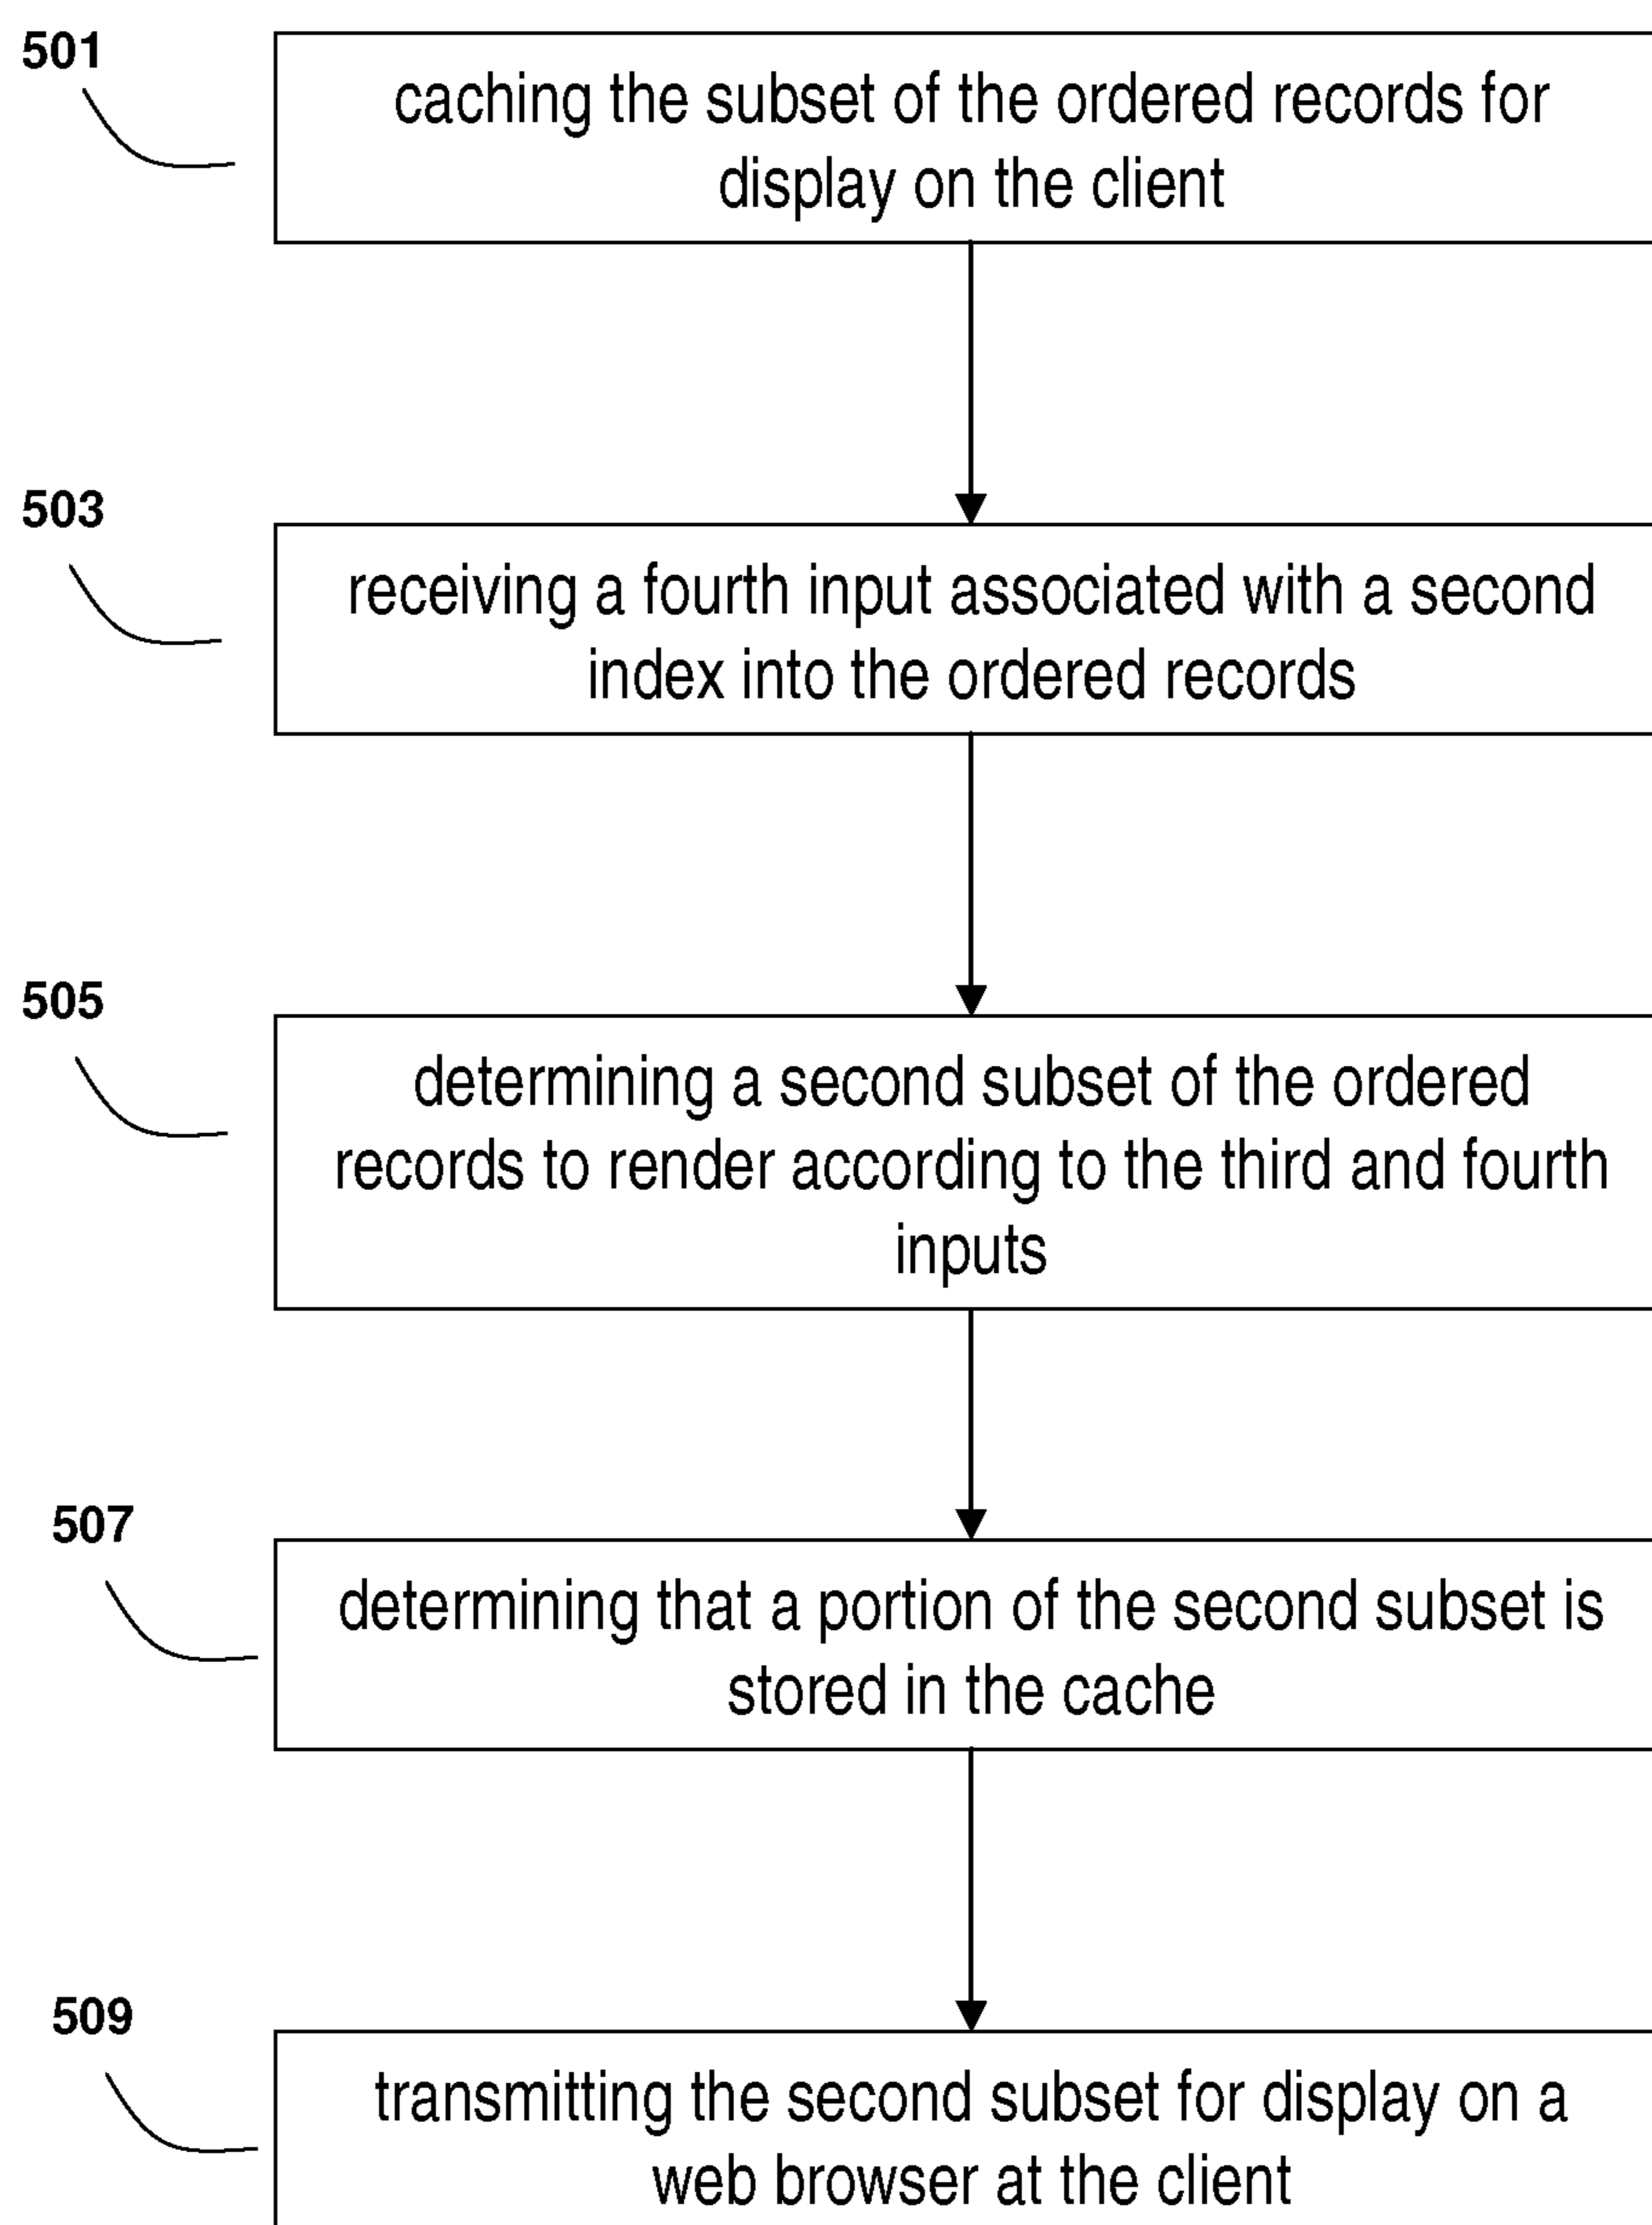 501
caching the subset of the ordered records for
display on the client
503
receiving a fourth input associated with a second
index into the ordered records
505
determining a second subset of the ordered
records to render according to the third and fourth
inputs
507
determining that a portion of the second subset is
stored in the cache
509
transmitting the second subset for display on a
web browser at the client